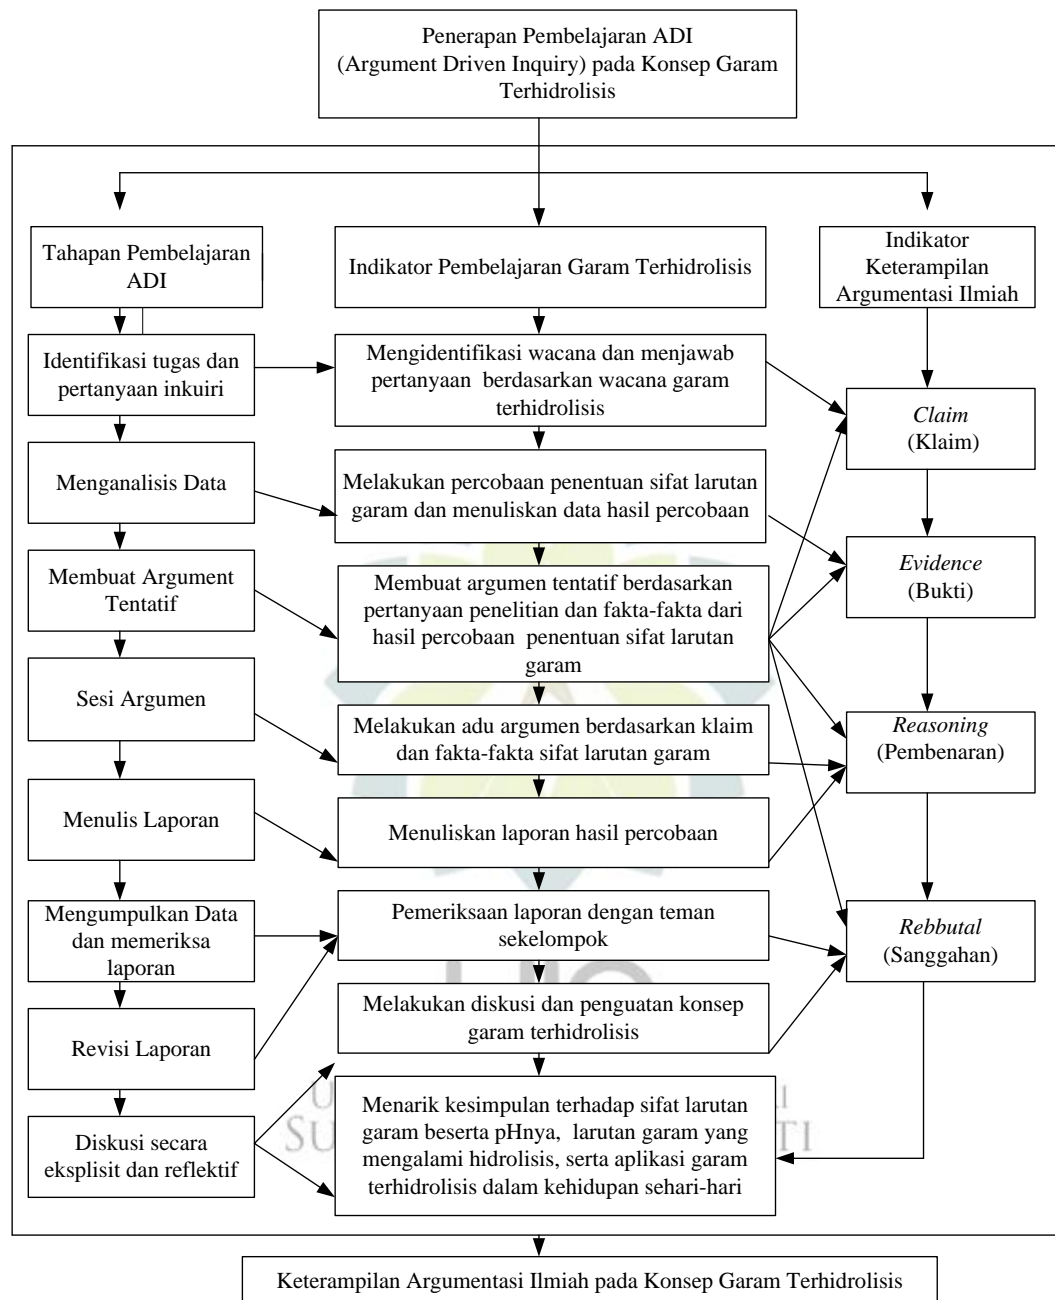 Penerapan Pembelajaran ADI
(Argument Driven Inquiry) pada Konsep Garam
Terhidrolisis
Tahapan Pembelajaran
ADI
Identifikasi tugas dan
pertanyaan inkuiri
Menganalisis Data
Membuat Argument
Tentatif
Sesi Argumen
Menulis Laporan
Mengumpulkan Data
dan memeriksa
laporan
Revisi Laporan
Diskusi secara
eksplisit dan reflektif
Indikator Pembelajaran Garam Terhidrolisis
Mengidentifikasi wacana dan menjawab
pertanyaan berdasarkan wacana garam
terhidrolisis
Melakukan percobaan penentuan sifat larutan
garam dan menuliskan data hasil percobaan
Membuat argumen tentatif berdasarkan
pertanyaan penelitian dan fakta-fakta dari
hasil percobaan penentuan sifat larutan
garam
Melakukan adu argumen berdasarkan klaim
dan fakta-fakta sifat larutan garam
Menuliskan laporan hasil percobaan
Pemeriksaan laporan dengan teman
sekelompok
Melakukan diskusi dan penguatan konsep
garam terhidrolisis
Menarik kesimpulan terhadap sifat larutan
garam beserta pHnya, larutan garam yang
mengalami hidrolisis, serta aplikasi garam
terhidrolisis dalam kehidupan sehari-hari
Indikator
Keterampilan
Argumentasi Ilmiah
Claim
(Klaim)
Evidence
(Bukti)
Reasoning
(Pembenaran)
Rebbutal
(Sanggahan)
Keterampilan Argumentasi Ilmiah pada Konsep Garam Terhidrolisis